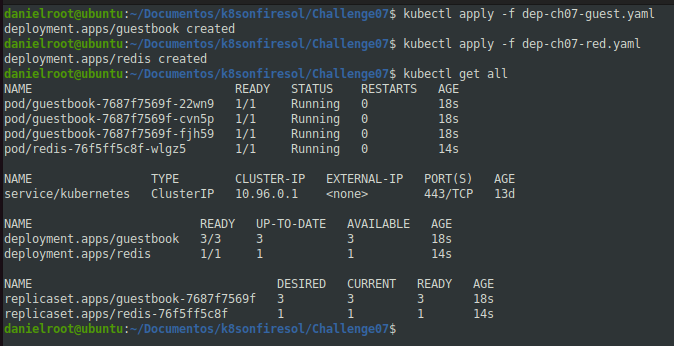 danielroot@ubuntu:~/Documentos/k8sonfiresol/Challenge07$ kubectl apply -f dep-ch07-guest.yaml
deployment.apps/guestbook created
danielroot@ubuntu:~/Documentos/k8sonfiresol/Challenge07$ kubectl apply -f dep-ch07-red.yaml
deployment.apps/redis created
danielroot@ubuntu:~/Documentos/k8sonfiresol/Challenge07$ kubectl get all
NAME                             READY   STATUS    RESTARTS   AGE
pod/guestbook-7687f7569f-22wn9   1/1     Running   0          18s
pod/guestbook-7687f7569f-cvn5p   1/1     Running   0          18s
pod/guestbook-7687f7569f-fjh59   1/1     Running   0          18s
pod/redis-76f5ff5c8f-wlgz5       1/1     Running   0          14s

NAME                 TYPE        CLUSTER-IP   EXTERNAL-IP   PORT(S)   AGE
service/kubernetes   ClusterIP   10.96.0.1    <none>        443/TCP   13d

NAME                        READY   UP-TO-DATE   AVAILABLE   AGE
deployment.apps/guestbook   3/3     3            3           18s
deployment.apps/redis       1/1     1            1           14s

NAME                                   DESIRED   CURRENT   READY   AGE
replicaset.apps/guestbook-7687f7569f   3         3         3       18s
replicaset.apps/redis-76f5ff5c8f       1         1         1       14s
danielroot@ubuntu:~/Documentos/k8sonfiresol/Challenge07$